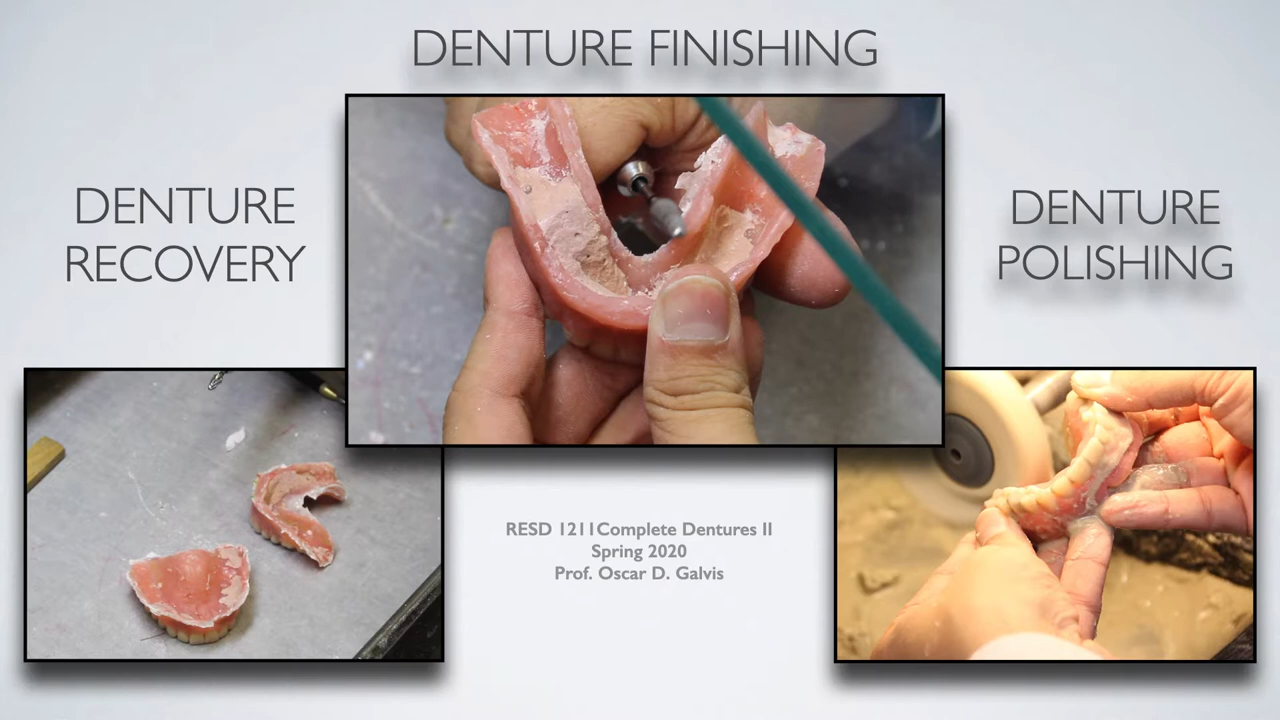 DENTURE FINISHING
DENTURE
RECOVERY
DENTURE
POLISHING
RESD 1211Complete Dentures II
Spring 2020
Prof. Oscar D. Galvis